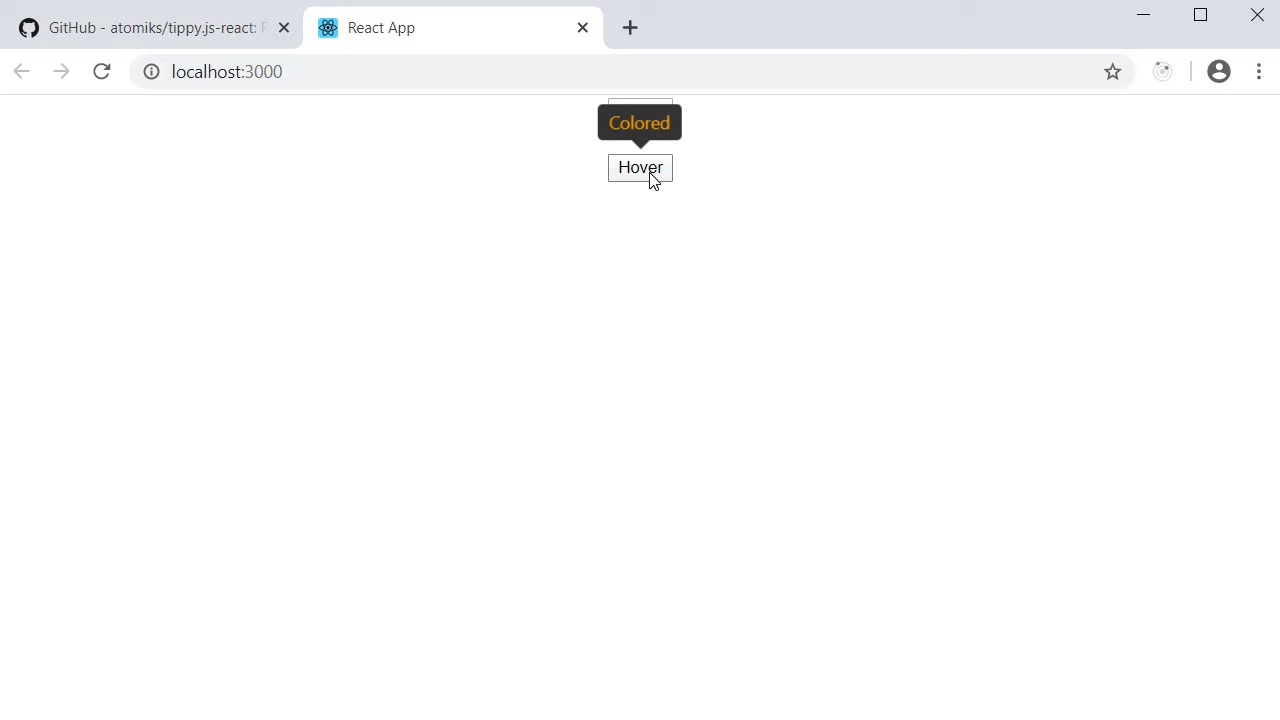 GitHub - atomiks/tippy.js-react:
React App
localhost:3000
Colored
Hover